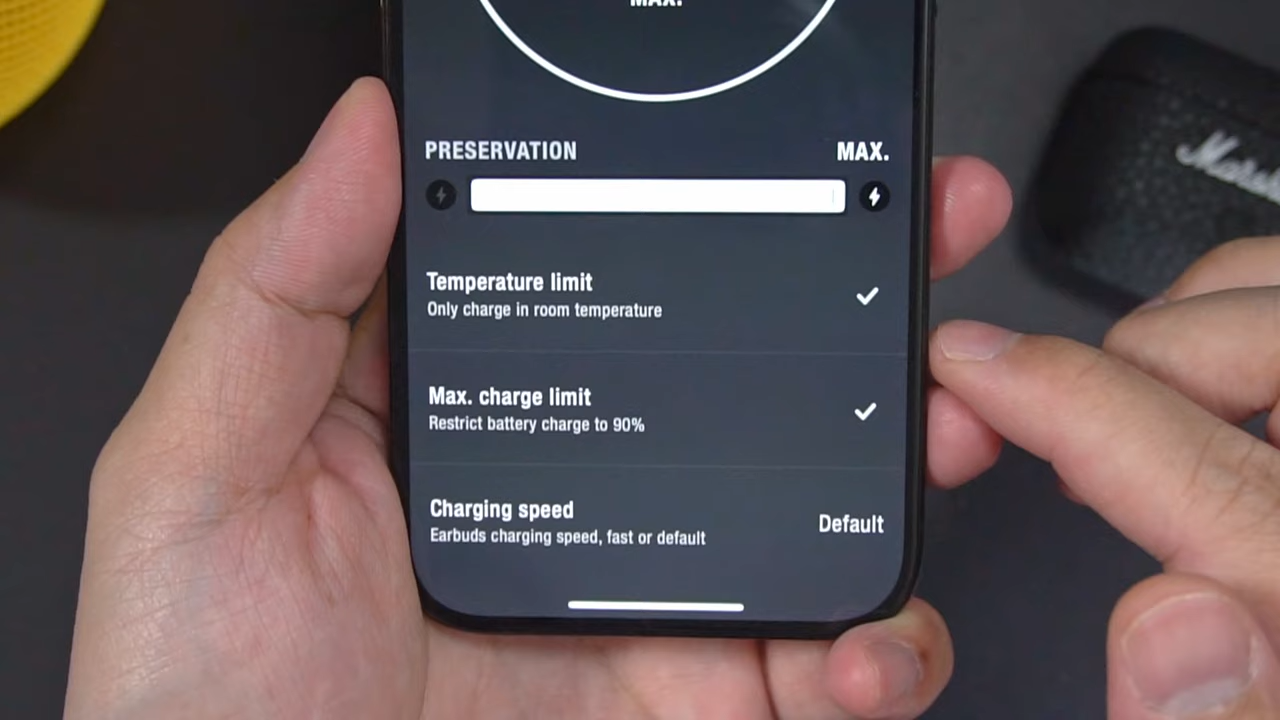 MAX.
PRESERVATION MAX.
Temperature limit
Only charge in room temperature
Max. charge limit
Restrict battery charge to 90%
Charging speed
Earbuds charging speed, fast or default
Default